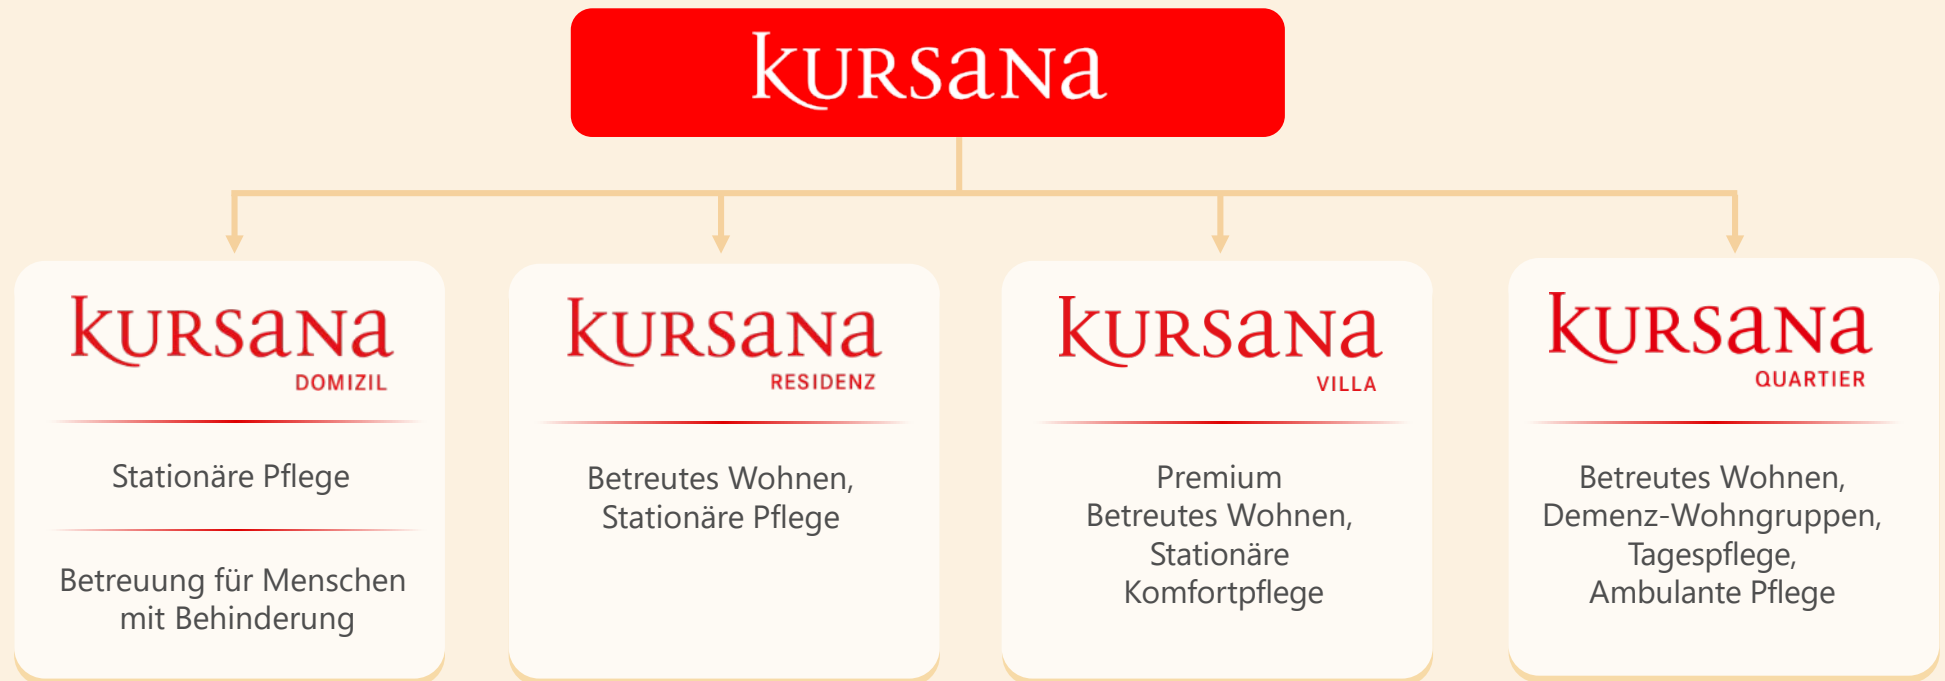 KURSANA
KURSANA
DOMIZIL
Stationäre Pflege
Betreuung für Menschen
mit Behinderung
KURSANA
RESIDENZ
Betreutes Wohnen,
Stationäre Pflege
KURSANA
VILLA
Premium
Betreutes Wohnen,
Stationäre
Komfortpflege
KURSANA
QUARTIER
Betreutes Wohnen,
Demenz-Wohngruppen,
Tagespflege,
Ambulante Pflege